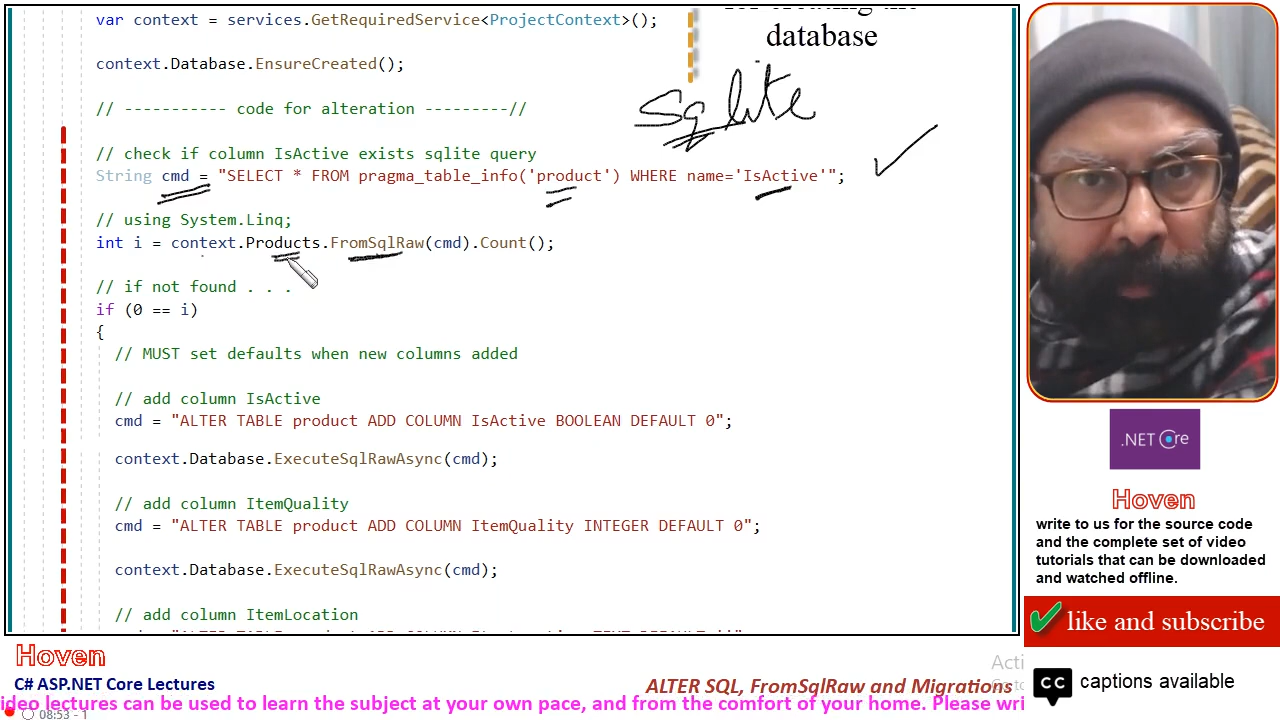 var context = services.GetRequiredService<ProjectContext>();
database
context.Database.EnsureCreated();
Sqlite
// ----------- code for alteration ---------//
// check if column IsActive exists sqlite query
String cmd = "SELECT * FROM pragma_table_info('product') WHERE name='IsActive'";
// using System.Linq;
int i = context.Products.FromSqlRaw(cmd).Count();
// if not found . . .
if (0 == i)
{
// MUST set defaults when new columns added
// add column IsActive
cmd = "ALTER TABLE product ADD COLUMN IsActive BOOLEAN DEFAULT 0";
context.Database.ExecuteSqlRawAsync(cmd);
// add column ItemQuality
cmd = "ALTER TABLE product ADD COLUMN ItemQuality INTEGER DEFAULT 0";
context.Database.ExecuteSqlRawAsync(cmd);
// add column ItemLocation
.NET Core
Hoven
write to us for the source code
and the complete set of video
tutorials that can be downloaded
and watched offline.
like and subscribe
CC captions available
Hoven
C# ASP.NET Core Lectures
ALTER SQL, FromSqlRaw and Migrations
Acti
ideo lectures can be used to learn the subject at your own pace, and from the comfort of your home. Please wri
08:53 - 1